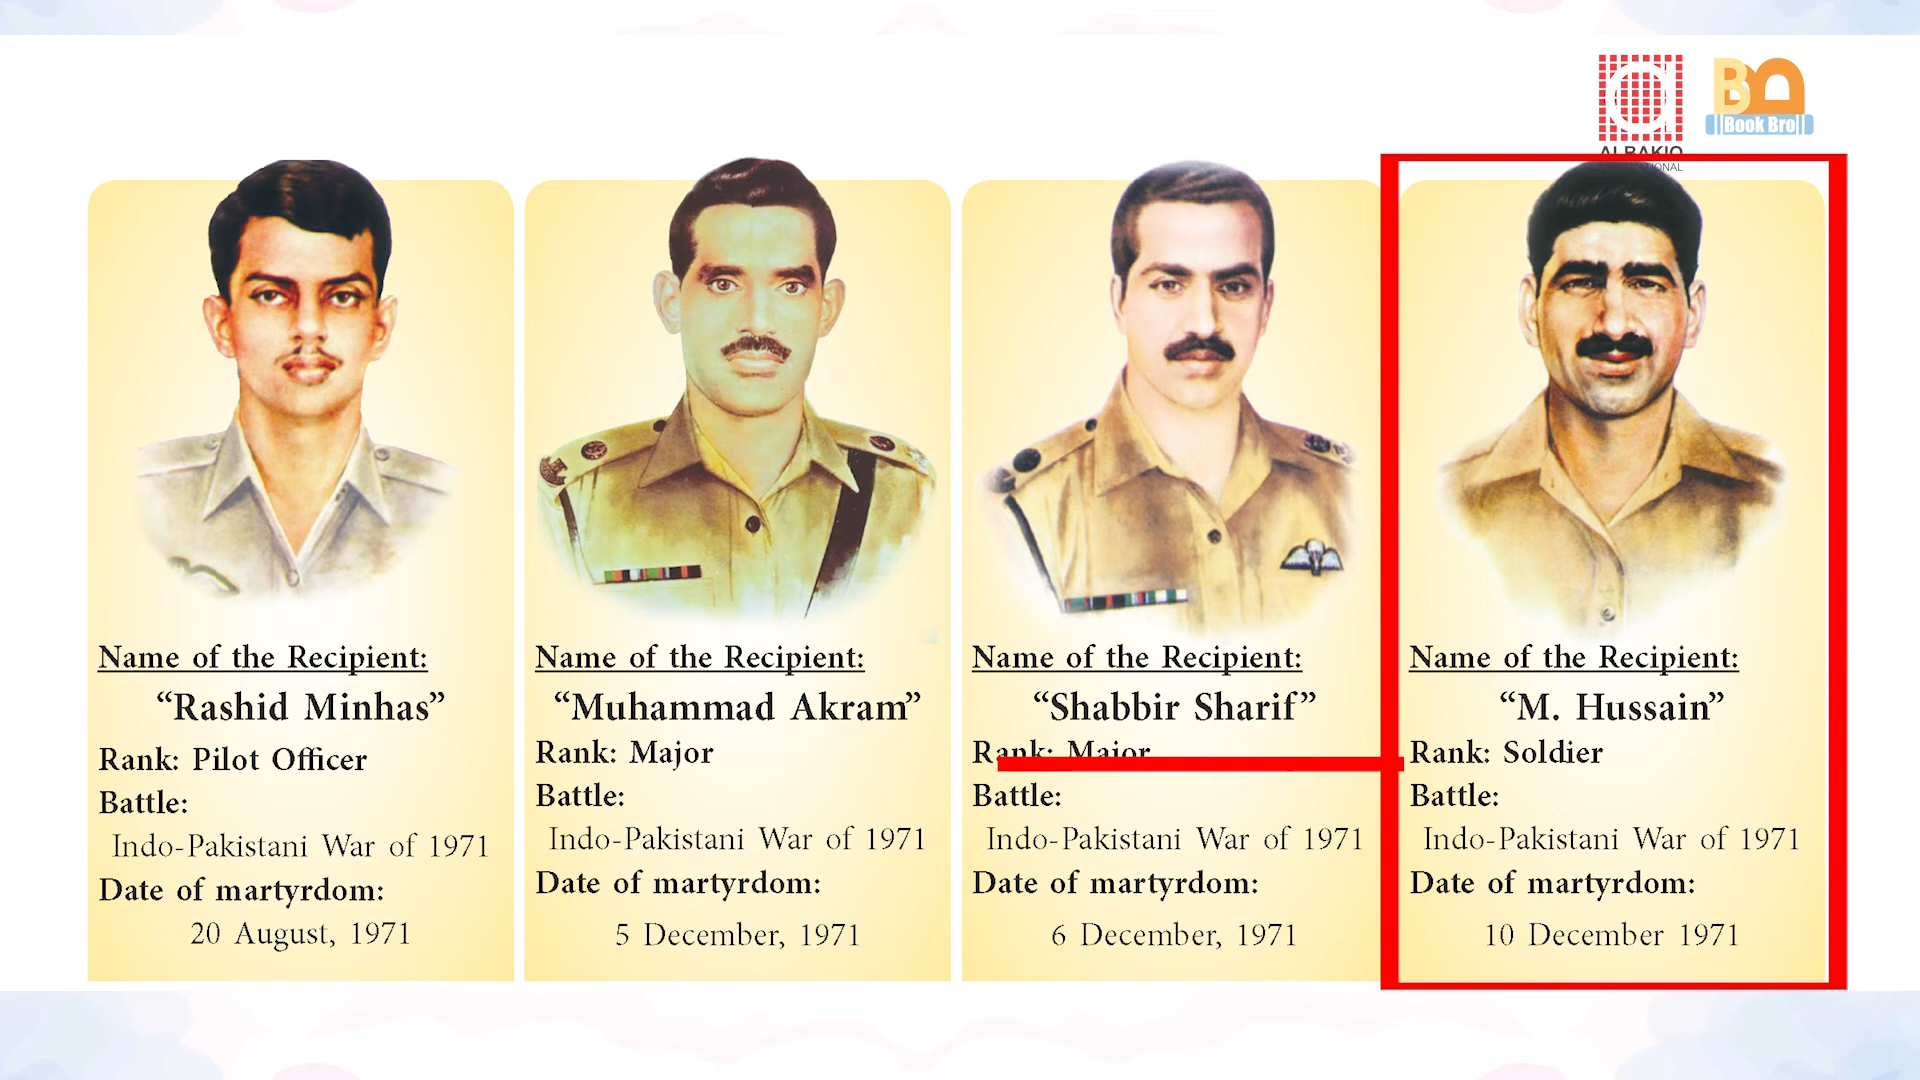 Book Bro
Name of the Recipient:
“Rashid Minhas”
Rank: Pilot Officer
Battle:
Indo-Pakistani War of 1971
Date of martyrdom:
20 August, 1971
Name of the Recipient:
“Muhammad Akram”
Rank: Major
Battle:
Indo-Pakistani War of 1971
Date of martyrdom:
5 December, 1971
Name of the Recipient:
“Shabbir Sharif”
Rank: Major
Battle:
Indo-Pakistani War of 1971
Date of martyrdom:
6 December, 1971
Name of the Recipient:
“M. Hussain”
Rank: Soldier
Battle:
Indo-Pakistani War of 1971
Date of martyrdom:
10 December 1971